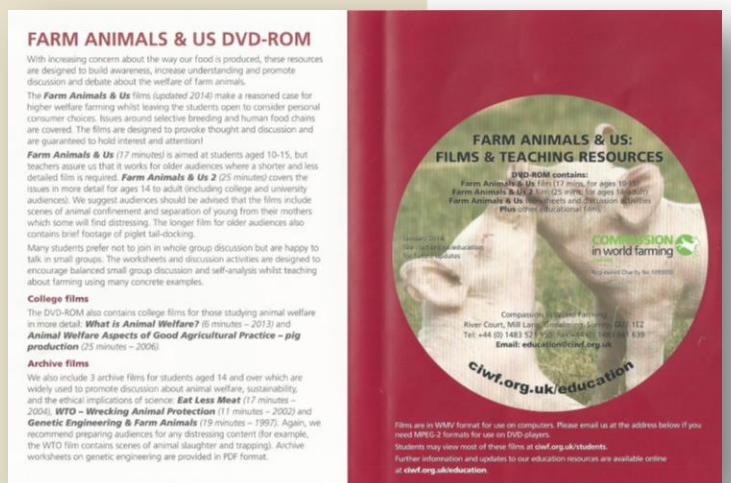 FARM ANIMALS & US DVD-ROM
With increasing concern about the way our food is produced, these resources
are designed to build awareness, increase understanding and promote
discussion and debate about the welfare of farm animals.
The Farm Animals & Us films (updated 2014) make a reasoned case for
higher welfare farming whilst leaving the students open to consider personal
consumer choices. Issues around selective breeding and human food chains
are covered. The films are designed to provoke thought and discussion and
are guaranteed to hold interest and attention!
Farm Animals & Us (17 minutes) is aimed at students aged 10-15, but
teachers assure us that it works for older audiences where a shorter and less
detailed film is required. Farm Animals & Us 2 (25 minutes) covers the
issues in more detail for ages 14 to adult (including college and university
audiences). We suggest audiences should be advised that the films include
scenes of animal confinement and separation of young from their mothers
which some will find distressing. The longer film for older audiences also
contains brief footage of piglet tail-docking.
Many students prefer not to join in whole group discussion but are happy to
talk in small groups. The worksheets and discussion activities are designed to
encourage balanced small group discussion and self-analysis whilst teaching
about farming using many concrete examples.
College films
The DVD-ROM also contains college films for those studying animal welfare
in more detail: What is Animal Welfare? (6 minutes – 2013) and
Animal Welfare Aspects of Good Agricultural Practice – pig
production (25 minutes – 2006).
Archive films
We also include 3 archive films for students aged 14 and over which are
widely used to promote discussion about animal welfare, sustainability,
and the ethical implications of science: Eat Less Meat (17 minutes –
2004), WTO – Wrecking Animal Protection (11 minutes – 2002) and
Genetic Engineering & Farm Animals (19 minutes – 1997). Again, we
recommend preparing audiences for any distressing content (for example,
the WTO film contains scenes of animal slaughter and trapping). Archive
worksheets on genetic engineering are provided in PDF format.
FARM ANIMALS & US:
FILMS & TEACHING RESOURCES
DVD-ROM contains:
Farm Animals & Us film (17 mins, for ages 10-15)
Farm Animals & Us 2 film (25 mins, for ages 14-adult)
Farm Animals & Us worksheets and discussion activities
Plus other educational films
January 2014
for updates
COMPASSION
in world farming
Registered Charity No
Compassion in World Farming
River Court, Mill Lane, Godalming, Surrey, GU7 1EZ
Tel: +44 (0) 1483 521
Email: education@ciwf.org.uk
ciwf.org.uk/education
Films are in WMV format for use on computers. Please email us at the address below if you
need MPEG-2 formats for use on DVD-players.
Students may view most of these films at ciwf.org.uk/students.
Further information and updates to our education resources are available online
at ciwf.org.uk/education.